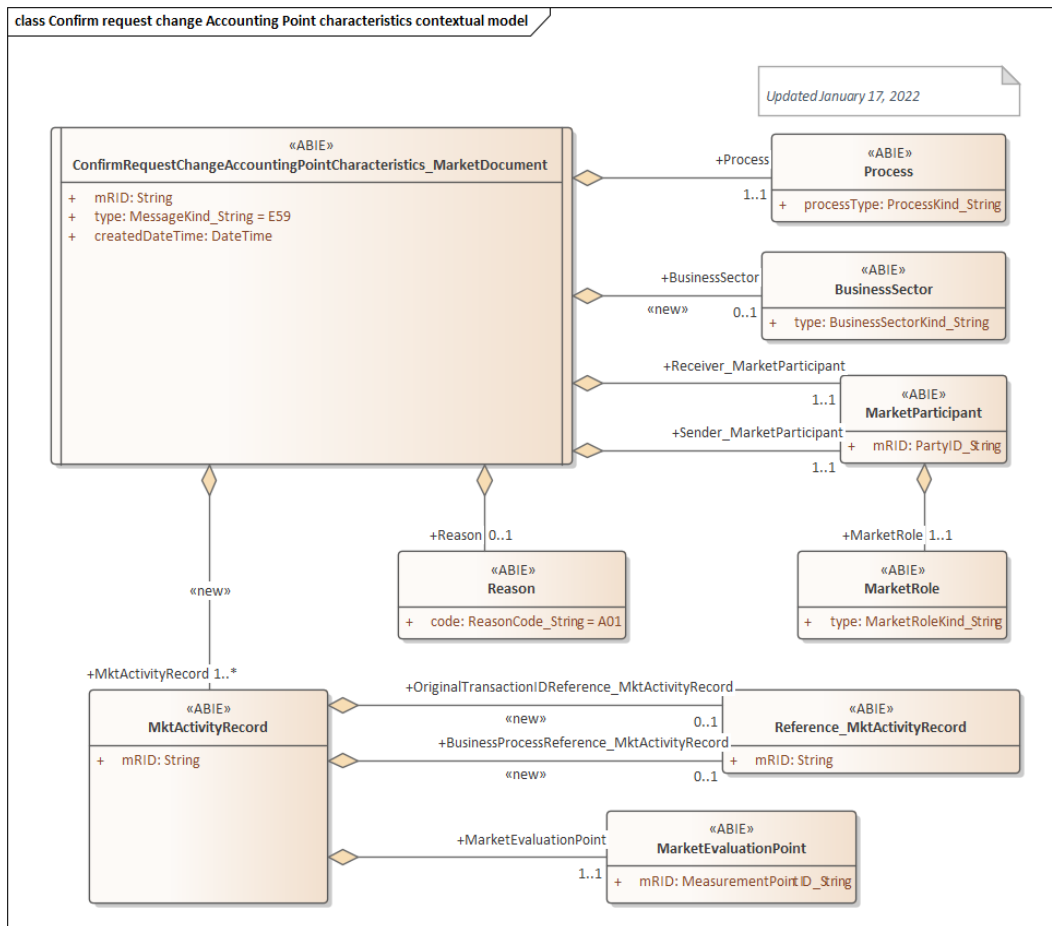 class Confirm request change Accounting Point characteristics contextual model
Updated January 17, 2022
«ABIE»
ConfirmRequestChangeAccountingPointCharacteristics_MarketDocument
+ mRID: String
+ type: MessageKind_String = E59
+ createdDateTime: DateTime
+Process
1..1
«ABIE»
Process
+ processType: ProcessKind_String
+BusinessSector
«new»
0..1
«ABIE»
BusinessSector
+ type: BusinessSectorKind_String
+Receiver_MarketParticipant
1..1
+Sender_MarketParticipant
1..1
«ABIE»
MarketParticipant
+ mRID: PartyID_String
+MarketRole 1..1
«ABIE»
MarketRole
+ type: MarketRoleKind_String
+Reason 0..1
«ABIE»
Reason
+ code: ReasonCode_String = A01
«new»
+MktActivityRecord 1..*
«ABIE»
MktActivityRecord
+ mRID: String
+OriginalTransactionIDReference_MktActivityRecord
«new»
0..1
+BusinessProcessReference_MktActivityRecord
«new»
0..1
«ABIE»
Reference_MktActivityRecord
+ mRID: String
+MarketEvaluationPoint
1..1
«ABIE»
MarketEvaluationPoint
+ mRID: MeasurementPointID_String